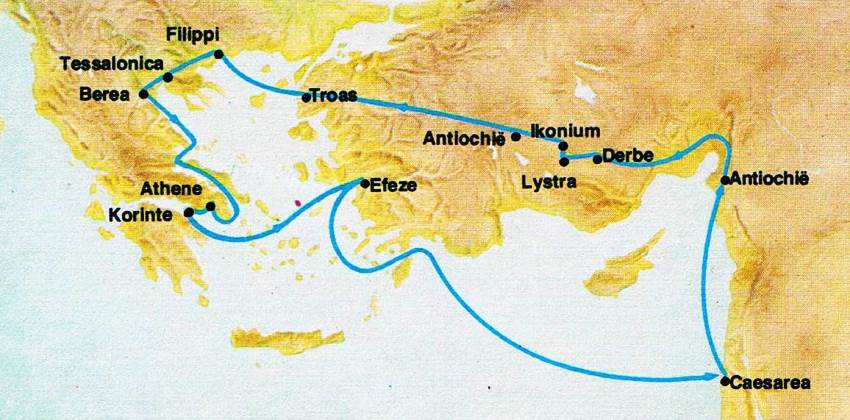 Filippi
Tessalonica
Berea
Troas
Antiochië
Ikonium
Derbe
Lystra
Antiochië
Athene
Efeze
Korinte
Caesarea